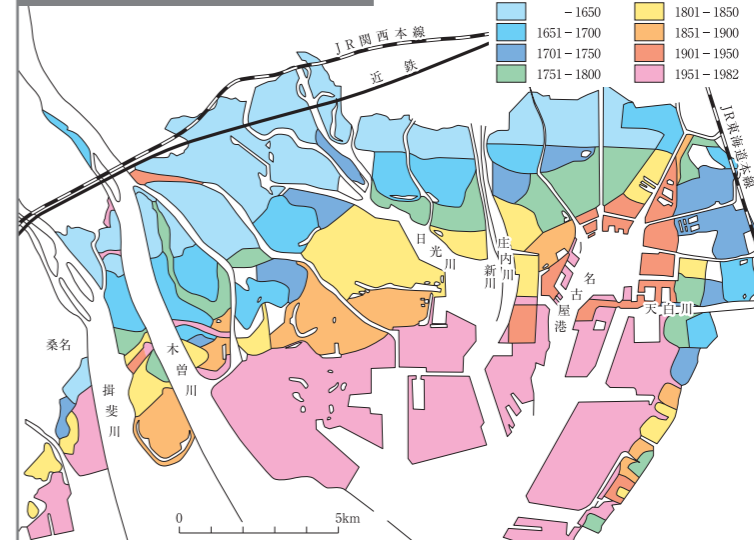 －1650
1651－1700
1701－1750
1751－1800
1801－1850
1851－1900
1901－1950
1951－1982
JR関西本線
近鉄
JR東海道本線
日光川
新川
庄内川
名古屋港
天白川
桑名
揖斐川
木曽川
0 5km